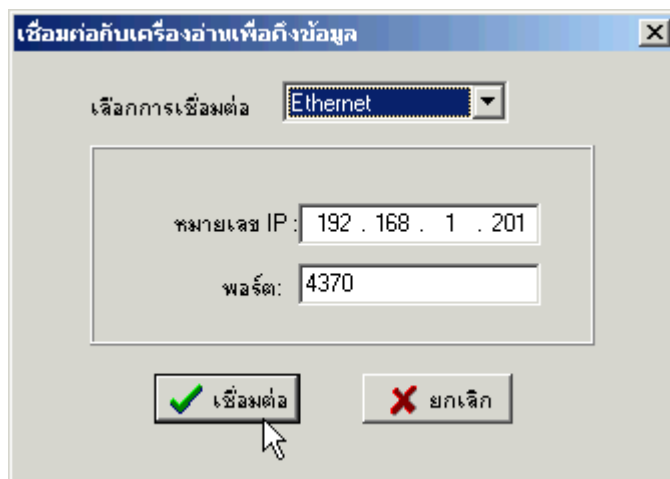 เชื่อมต่อกับเครื่องอ่านเพื่อดึงข้อมูล
เลือกการเชื่อมต่อ Ethernet
หมายเลข IP : 192 . 168 . 1 . 201
พอร์ต: 4370
เชื่อมต่อ ยกเลิก